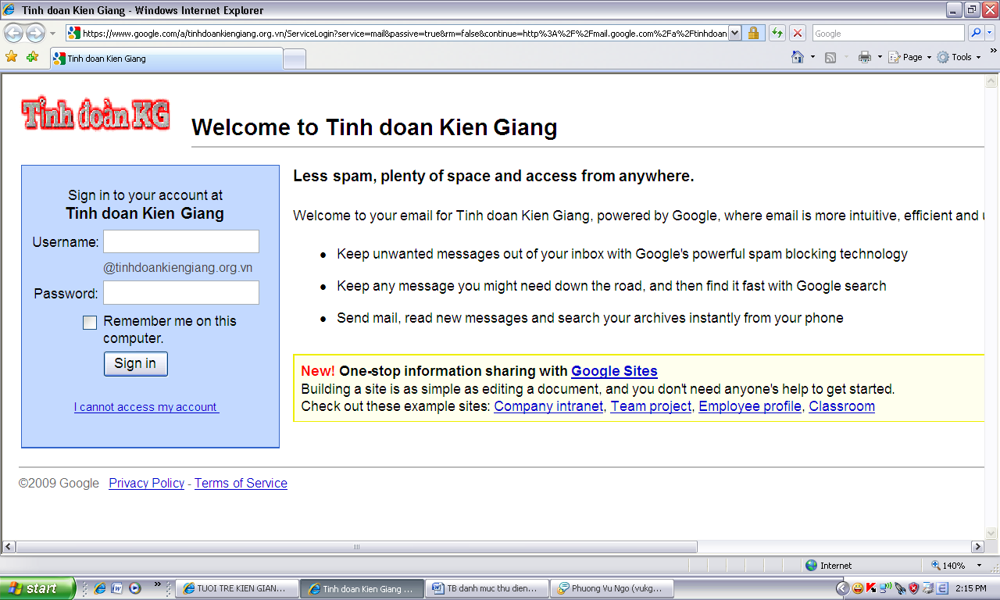 Tinh doan Kien Giang - Windows Internet Explorer
https://www.google.com/a/tinhdoankiengiang.org.vn/ServiceLogin?service=mail&passive=true&rm=false&continue=http%3A%2F%2Fmail.google.com%2Fa%2Ftinhdoan
Google
Tinh doan Kien Giang
Page
Tools
Tỉnh đoàn KG
Welcome to Tinh doan Kien Giang
Sign in to your account at
Tinh doan Kien Giang
Username:
@tinhdoankiengiang.org.vn
Password:
Remember me on this
computer.
Sign in
I cannot access my account
Less spam, plenty of space and access from anywhere.
Welcome to your email for Tinh doan Kien Giang, powered by Google, where email is more intuitive, efficient and u
Keep unwanted messages out of your inbox with Google's powerful spam blocking technology
Keep any message you might need down the road, and then find it fast with Google search
Send mail, read new messages and search your archives instantly from your phone
New! One-stop information sharing with Google Sites
Building a site is as simple as editing a document, and you don't need anyone's help to get started.
Check out these example sites: Company intranet, Team project, Employee profile, Classroom
©2009 Google Privacy Policy - Terms of Service
Internet
140%
start
TUOI TRE KIEN GIAN...
Tinh doan Kien Giang ...
TB danh muc thu dien...
Phuong Vu Ngo (vukg...
2:15 PM